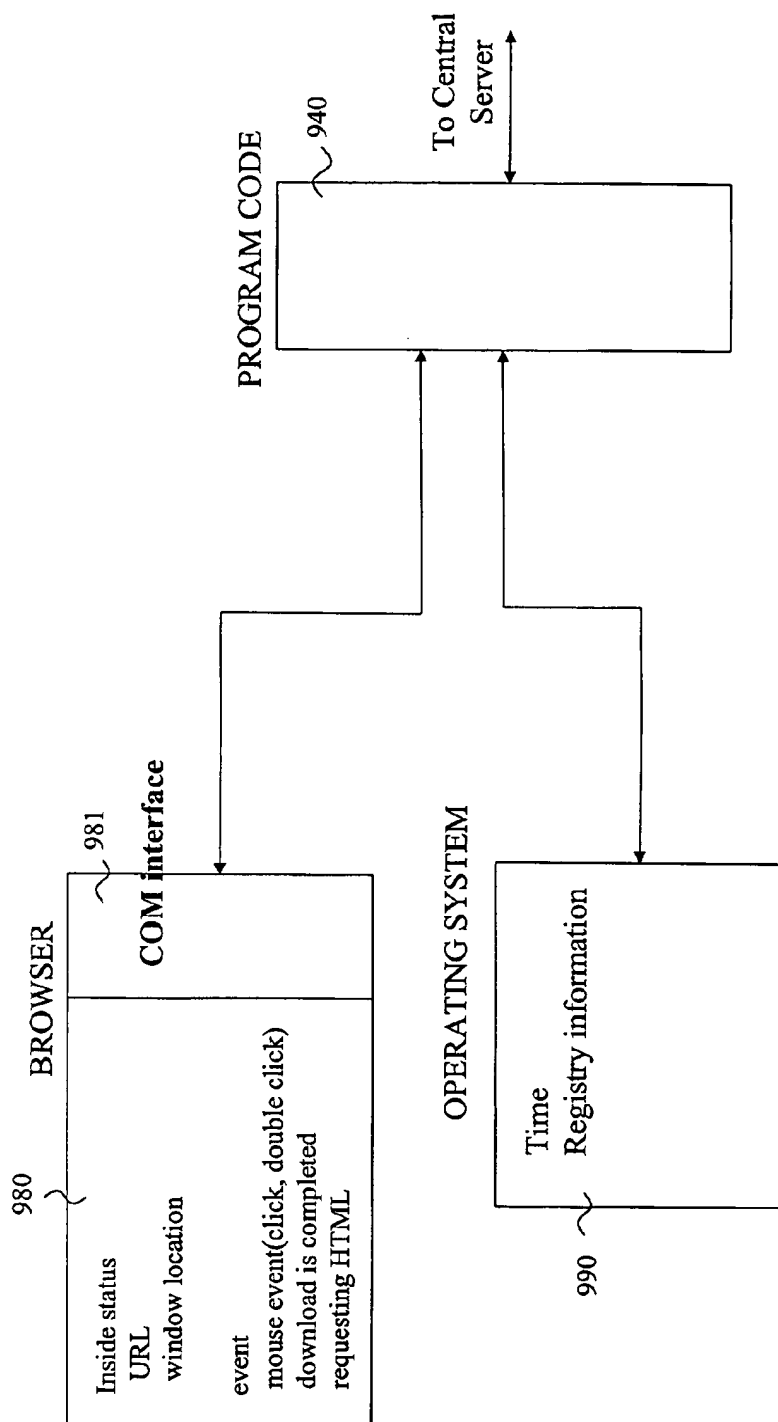 BROWSER
980
981
Inside status
URL
window location
event
mouse event(click, double click)
download is completed
requesting HTML
COM interface
OPERATING SYSTEM
Time
Registry information
990
PROGRAM CODE
940
To Central
Server